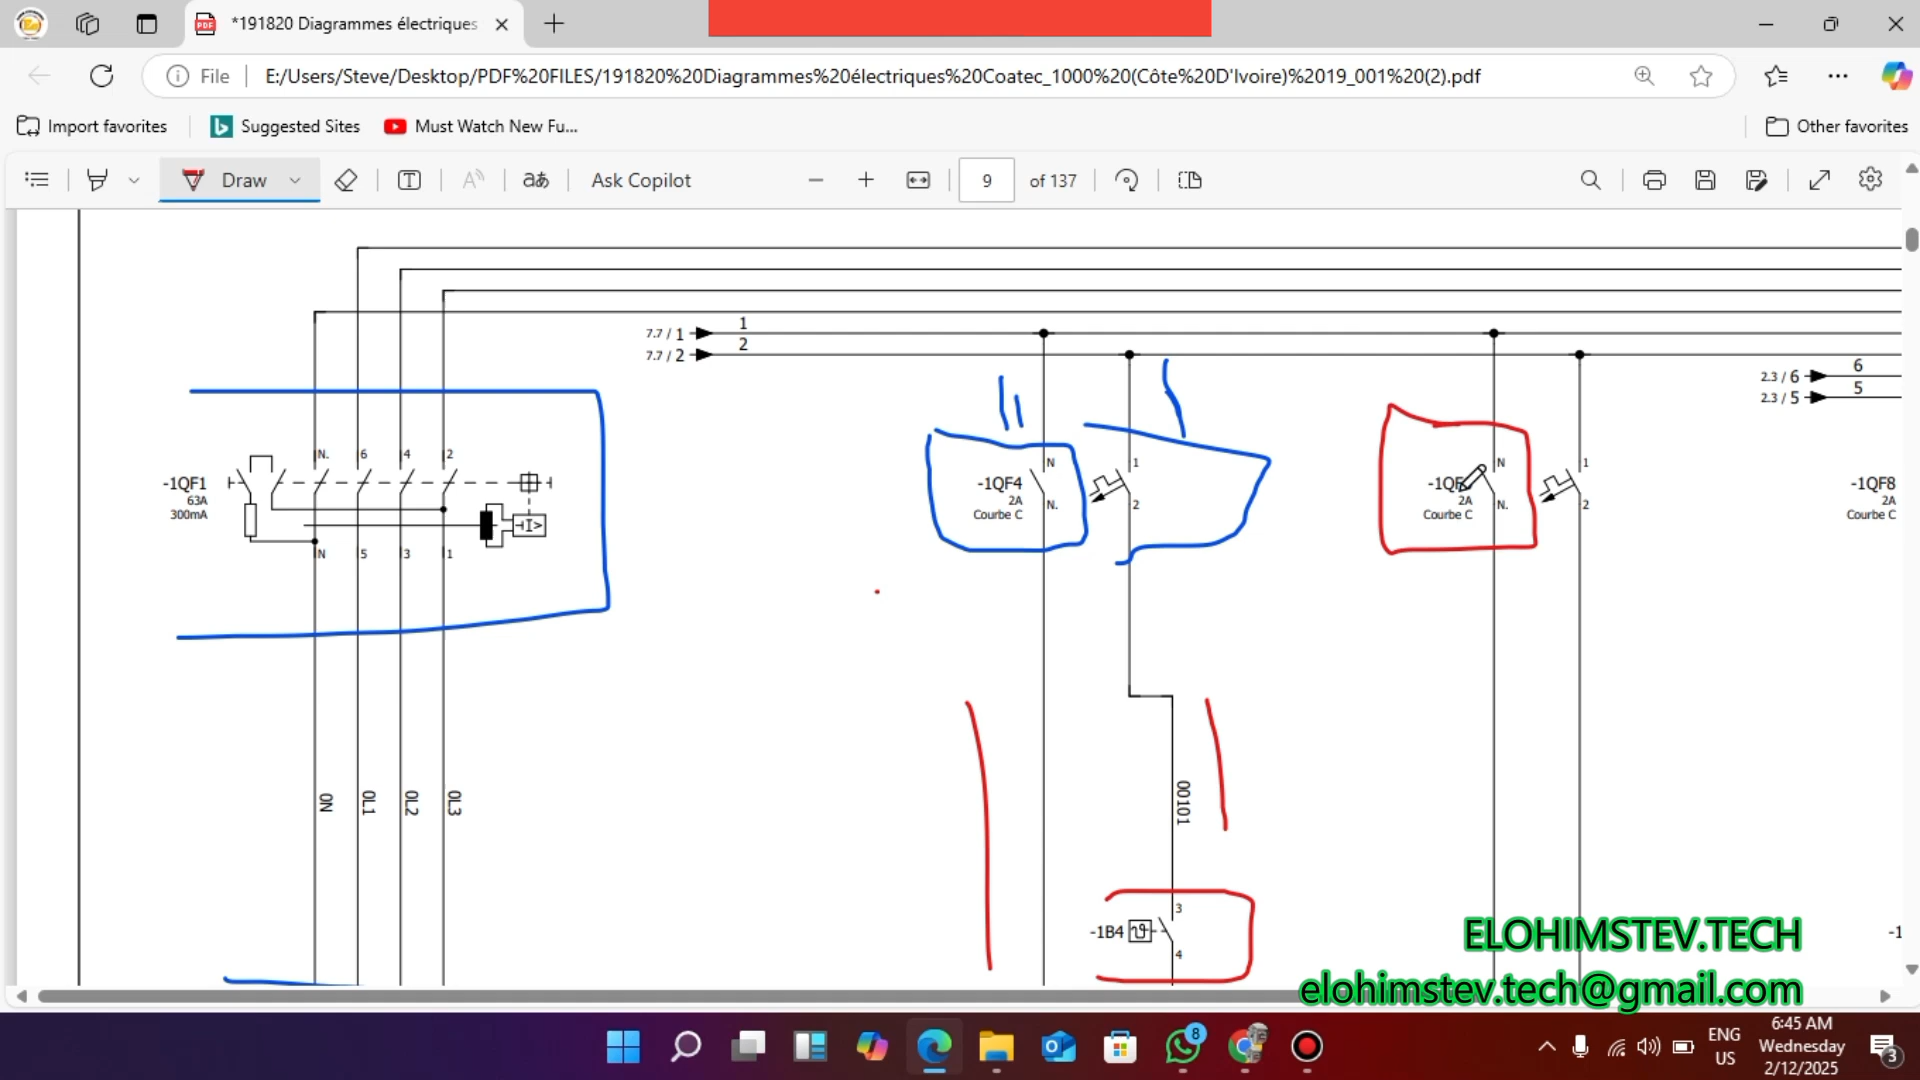 *191820 Diagrammes électriques
File
E:/Users/Steve/Desktop/PDF%20FILES/191820%20Diagrammes%20électriques%20Coatec_1000%20(Côte%20D'Ivoire)%2019_001%20(2).pdf
Import favorites
Suggested Sites
Must Watch New Fu...
Other favorites
Draw
Ask Copilot
9
of 137
7.7 / 1
1
7.7 / 2
2
2.3 / 6
6
2.3 / 5
5
-1QF1
63A
300mA
N.
6
4
2
I>
N
5
3
1
-1QF4
2A
Courbe C
N
N.
1
2
2A
Courbe C
N
N.
1
2
-1QF8
2A
Courbe C
0N
0L1
0L2
0L3
00101
-1B4
3
4
-1
ELOHIMSTEV.TECH
elohimstev.tech@gmail.com
8
ENG
US
6:45 AM
Wednesday
2/12/2025
3